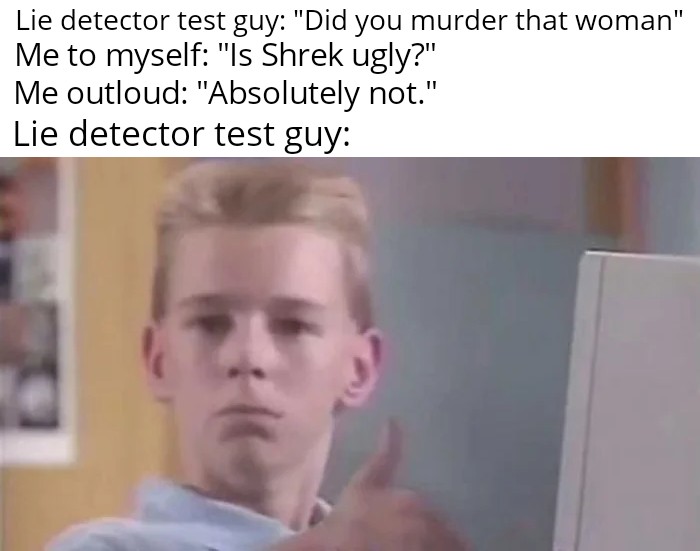 Lie detector test guy: "Did you murder that woman"
Me to myself: "Is Shrek ugly?"
Me outloud: "Absolutely not."
Lie detector test guy: